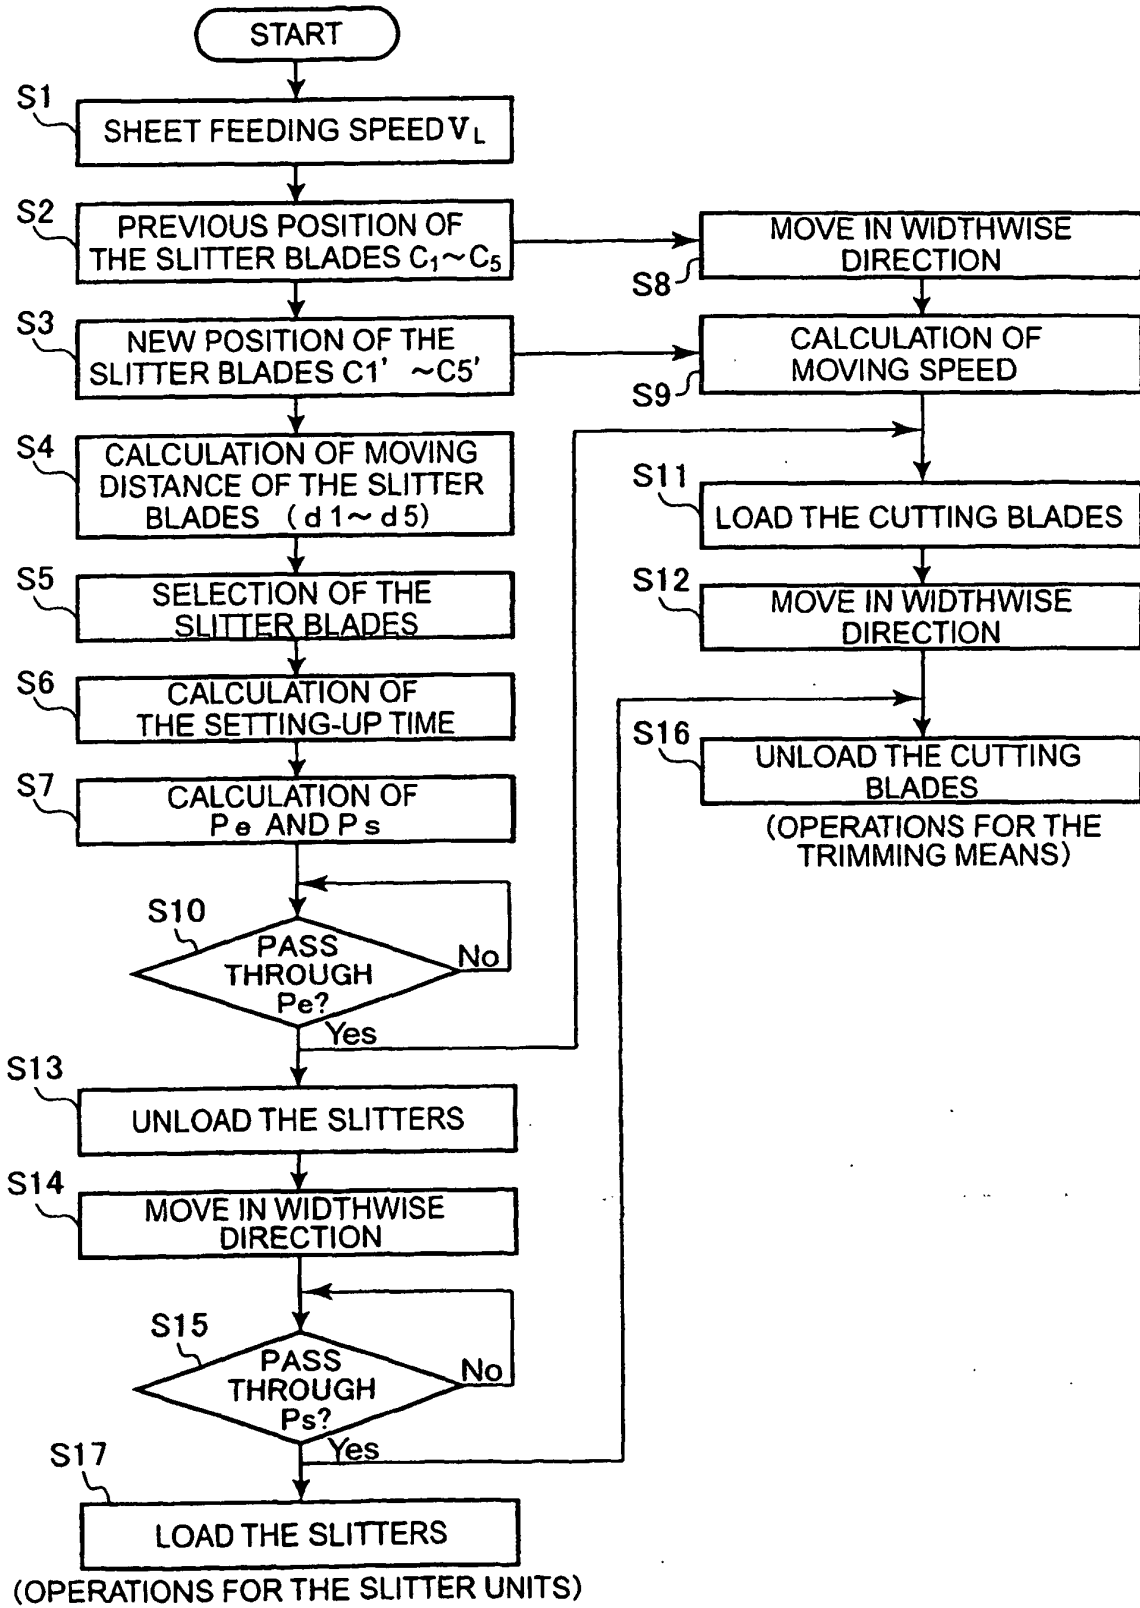 START
S1
SHEET FEEDING SPEED VL
S2
PREVIOUS POSITION OF
THE SLITTER BLADES C1~C5
S3
NEW POSITION OF THE
SLITTER BLADES C1' ~C5'
S4
CALCULATION OF MOVING
DISTANCE OF THE SLITTER
BLADES (d1~d5)
S5
SELECTION OF THE
SLITTER BLADES
S6
CALCULATION OF
THE SETTING-UP TIME
S7
CALCULATION OF
Pe AND Ps
S10
PASS
THROUGH
Pe?
No
Yes
S13
UNLOAD THE SLITTERS
S14
MOVE IN WIDTHWISE
DIRECTION
S15
PASS
THROUGH
Ps?
No
Yes
S17
LOAD THE SLITTERS
(OPERATIONS FOR THE SLITTER UNITS)
MOVE IN WIDTHWISE
DIRECTION
S8
CALCULATION OF
MOVING SPEED
S9
S11
LOAD THE CUTTING BLADES
S12
MOVE IN WIDTHWISE
DIRECTION
S16
UNLOAD THE CUTTING
BLADES
(OPERATIONS FOR THE
TRIMMING MEANS)